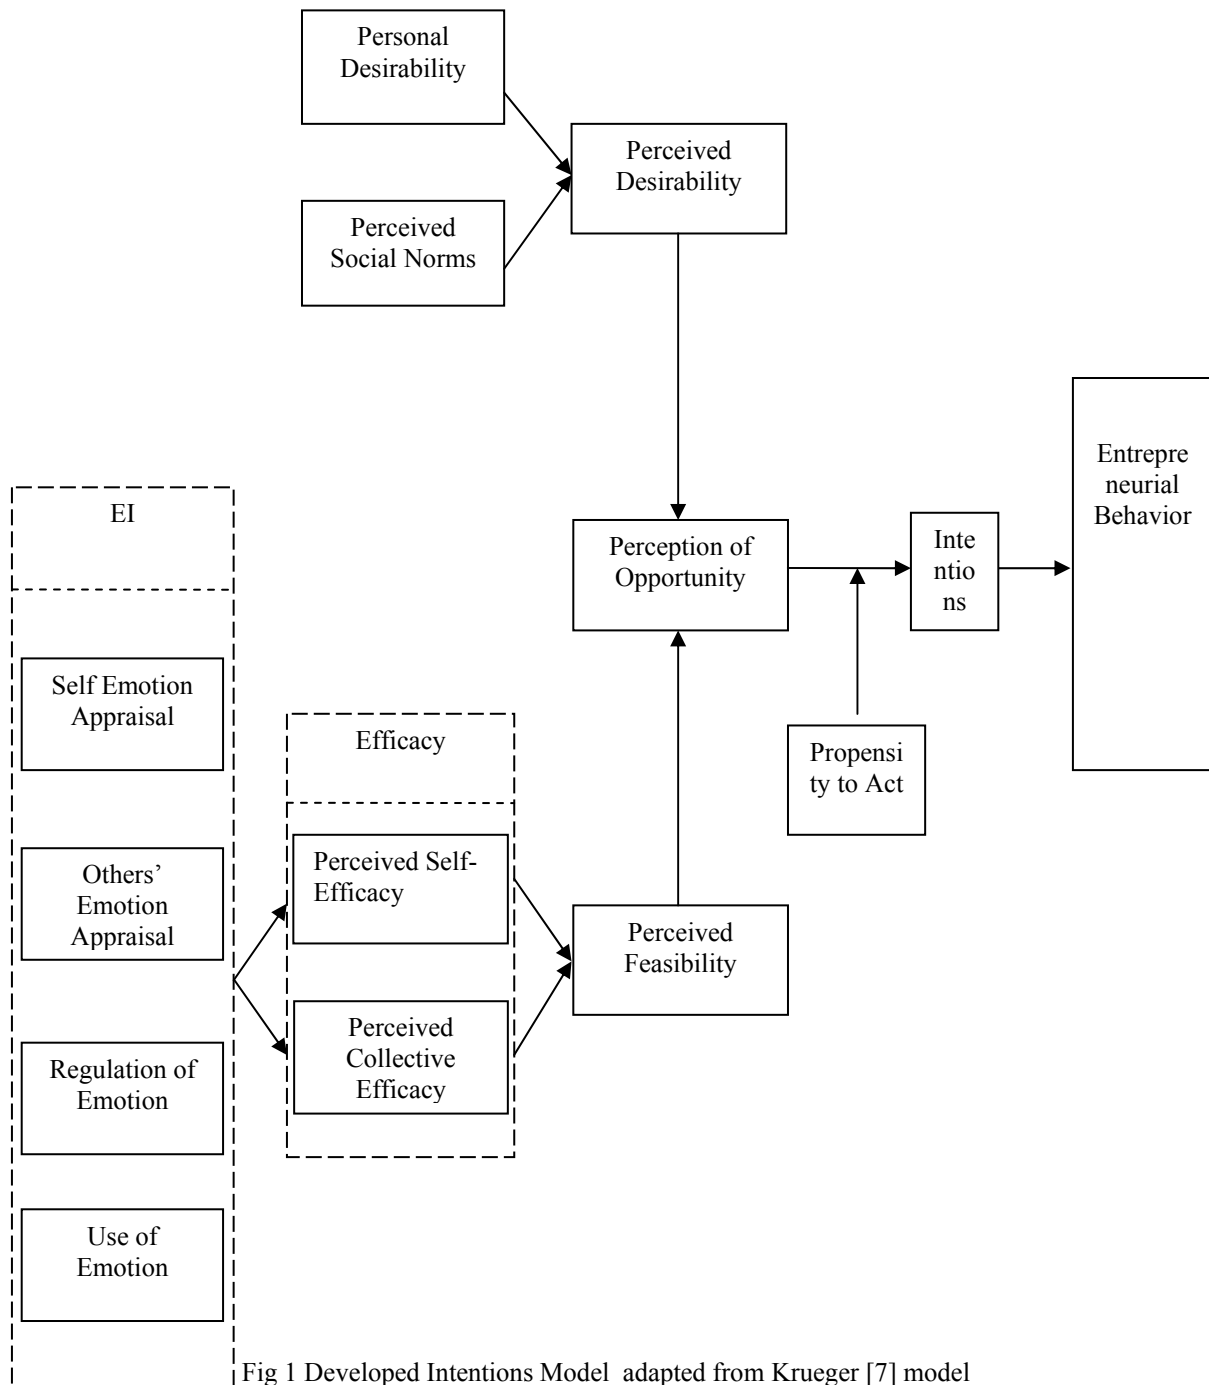 Personal
Desirability
Perceived
Social Norms
Perceived
Desirability
Entrepre
neurial
Behavior
EI
Self Emotion
Appraisal
Others’
Emotion
Appraisal
Regulation of
Emotion
Use of
Emotion
Efficacy
Perceived Self-
Efficacy
Perceived
Collective
Efficacy
Perception of
Opportunity
Perceived
Feasibility
Inte
ntio
ns
Propensi
ty to Act
Fig 1 Developed Intentions Model adapted from Krueger [7] model